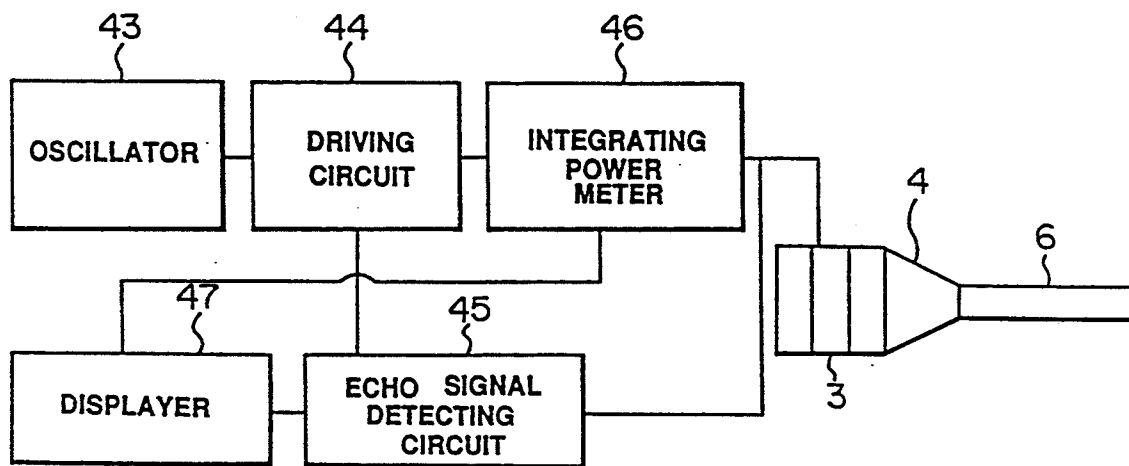 43
44
46
OSCILLATOR
DRIVING
CIRCUIT
INTEGRATING
POWER
METER
4
6
47
45
3
DISPLAYER
ECHO SIGNAL
DETECTING
CIRCUIT